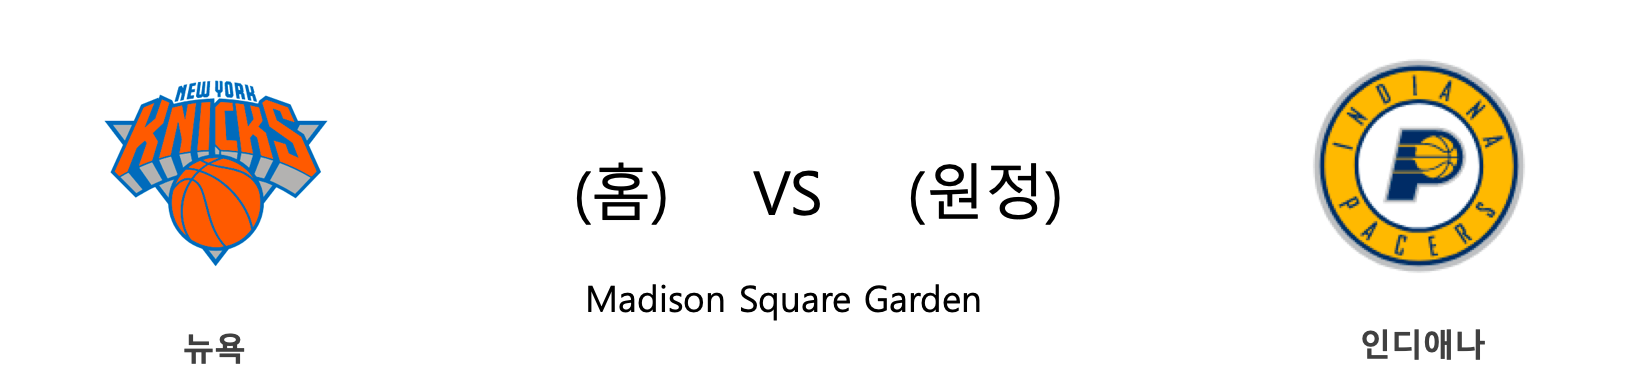 NEW YORK
KNICKS
INDIANA
PACERS
(홈) VS (원정)
Madison Square Garden
뉴욕
인디애나